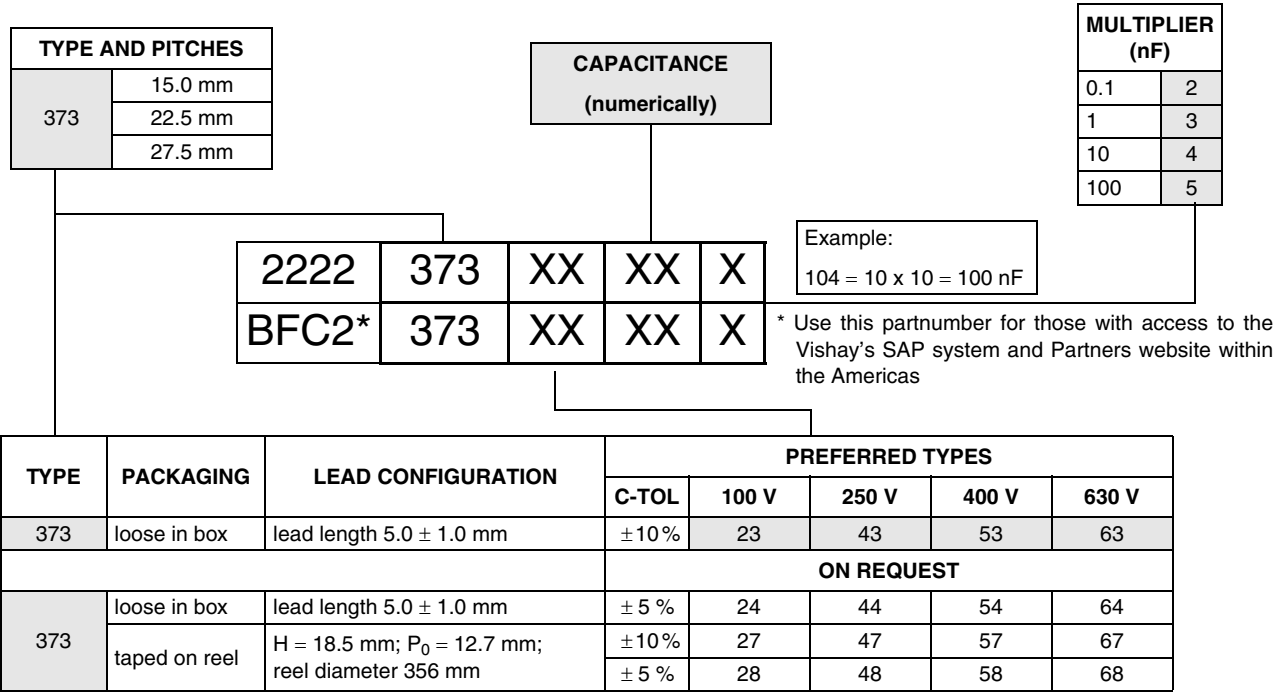 TYPE AND PITCHES
373
15.0 mm
22.5 mm
27.5 mm
CAPACITANCE
(numerically)
MULTIPLIER
(nF)
0.1 2
1 3
10 4
100 5
2222 373 XX XX X
BFC2* 373 XX XX X
Example:
104 = 10 x 10 = 100 nF
* Use this partnumber for those with access to the
Vishay's SAP system and Partners website within
the Americas
TYPE PACKAGING LEAD CONFIGURATION PREFERRED TYPES
C-TOL 100 V 250 V 400 V 630 V
373 loose in box lead length 5.0 ± 1.0 mm ±10% 23 43 53 63
ON REQUEST
373 loose in box lead length 5.0 ± 1.0 mm ± 5 % 24 44 54 64
taped on reel H = 18.5 mm; P0 = 12.7 mm; ±10% 27 47 57 67
reel diameter 356 mm ± 5 % 28 48 58 68